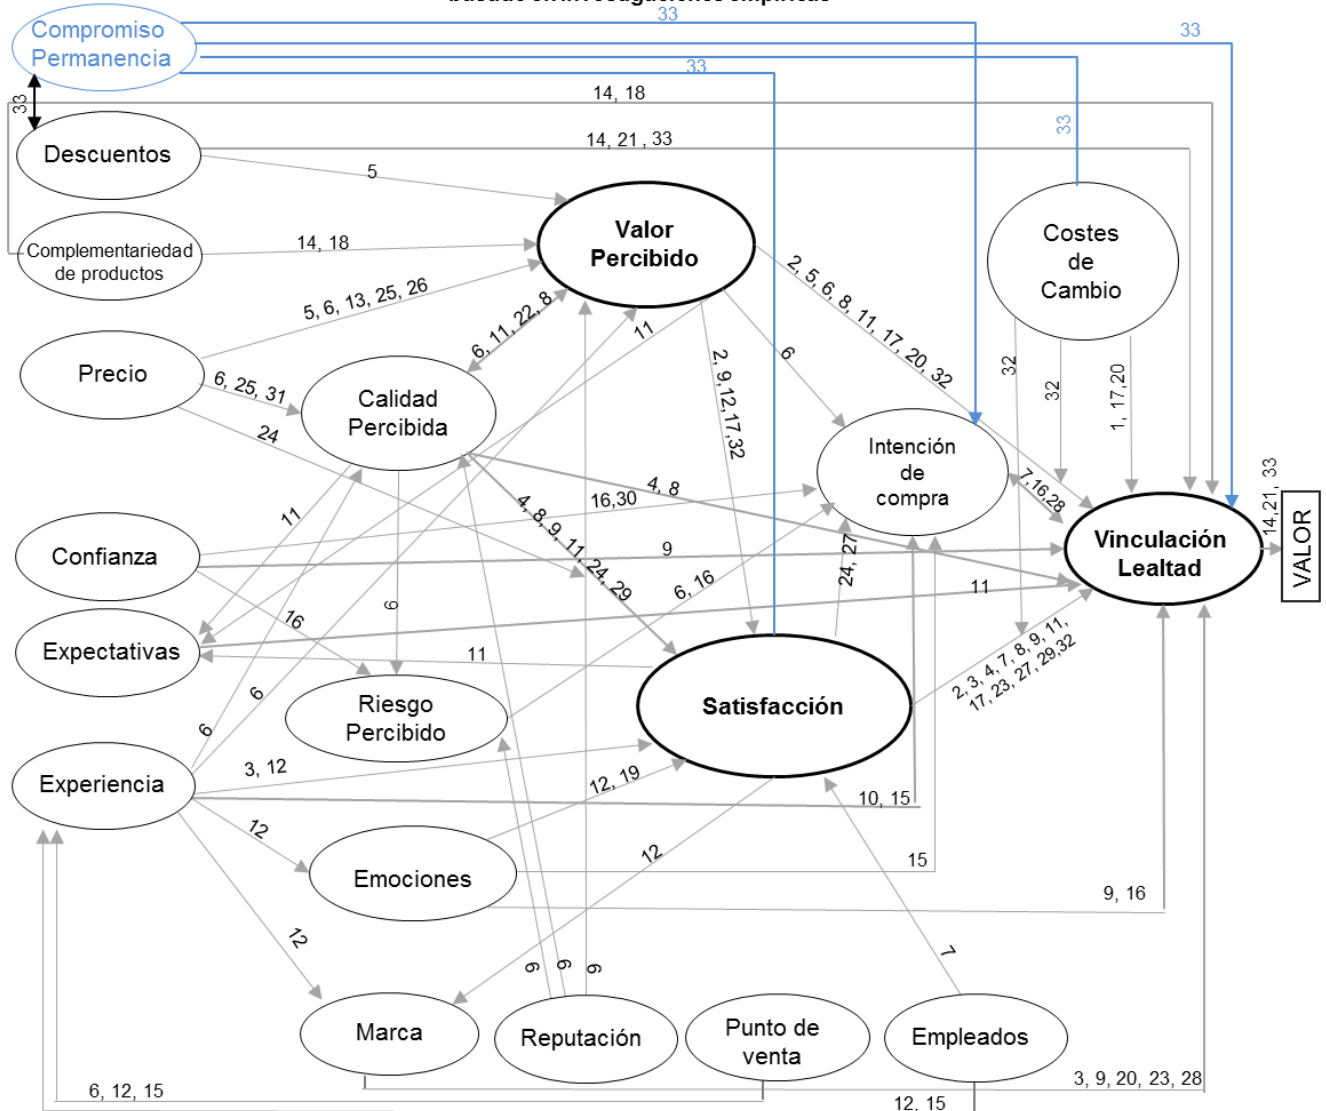 33
Compromiso
Permanencia
33
33
33
14, 18
Descuentos
14, 21 , 33
33
5
Complementariedad
de productos
14, 18
Valor
Percibido
Costes
de
Cambio
2, 5, 6, 8, 11, 17, 20, 32
5, 6, 13, 25, 26
6, 11, 22, 8
11
6
Precio
6, 25, 31
2, 9,12,17,32
32
32
1, 17,20
Calidad
Percibida
24
Intención
de
compra
4, 8
7,16,28
14,21, 33
16,30
11
4, 8, 9, 11, 24, 29
Confianza
9
24, 27
Vinculación
Lealtad
VALOR
6, 16
11
6
16
Expectativas
11
2, 3, 4, 7, 8, 9, 11,
17, 23, 27, 29,32
Riesgo
Percibido
Satisfacción
6
6
Experiencia
3, 12
12, 19
10, 15
12
12
15
Emociones
9, 16
12
7
6
6
6
Marca
Reputación
Punto de
venta
Empleados
6, 12, 15
3, 9, 20, 23, 28
12, 15